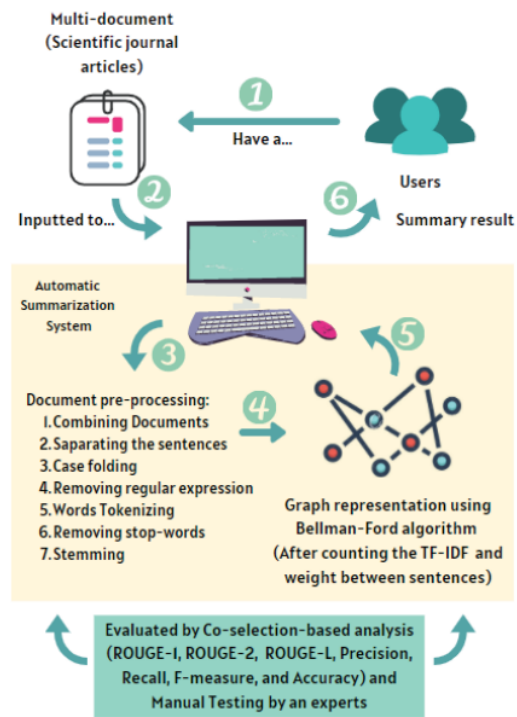 Multi-document
(Scientific journal
articles)
1
Have a...
Users
2
Inputted to...
6
Summary result
Automatic
Summarization
System
3
Document pre-processing:
1.Combining Documents
2.Saparating the sentences
3.Case folding
4.Removing regular expression
5.Words Tokenizing
6.Removing stop-words
7.Stemming
4
5
Graph representation using
Bellman-Ford algorithm
(After counting the TF-IDF and
weight between sentences)
Evaluated by Co-selection-based analysis
(ROUGE-1, ROUGE-2, ROUGE-L, Precision,
Recall, F-measure, and Accuracy) and
Manual Testing by an experts